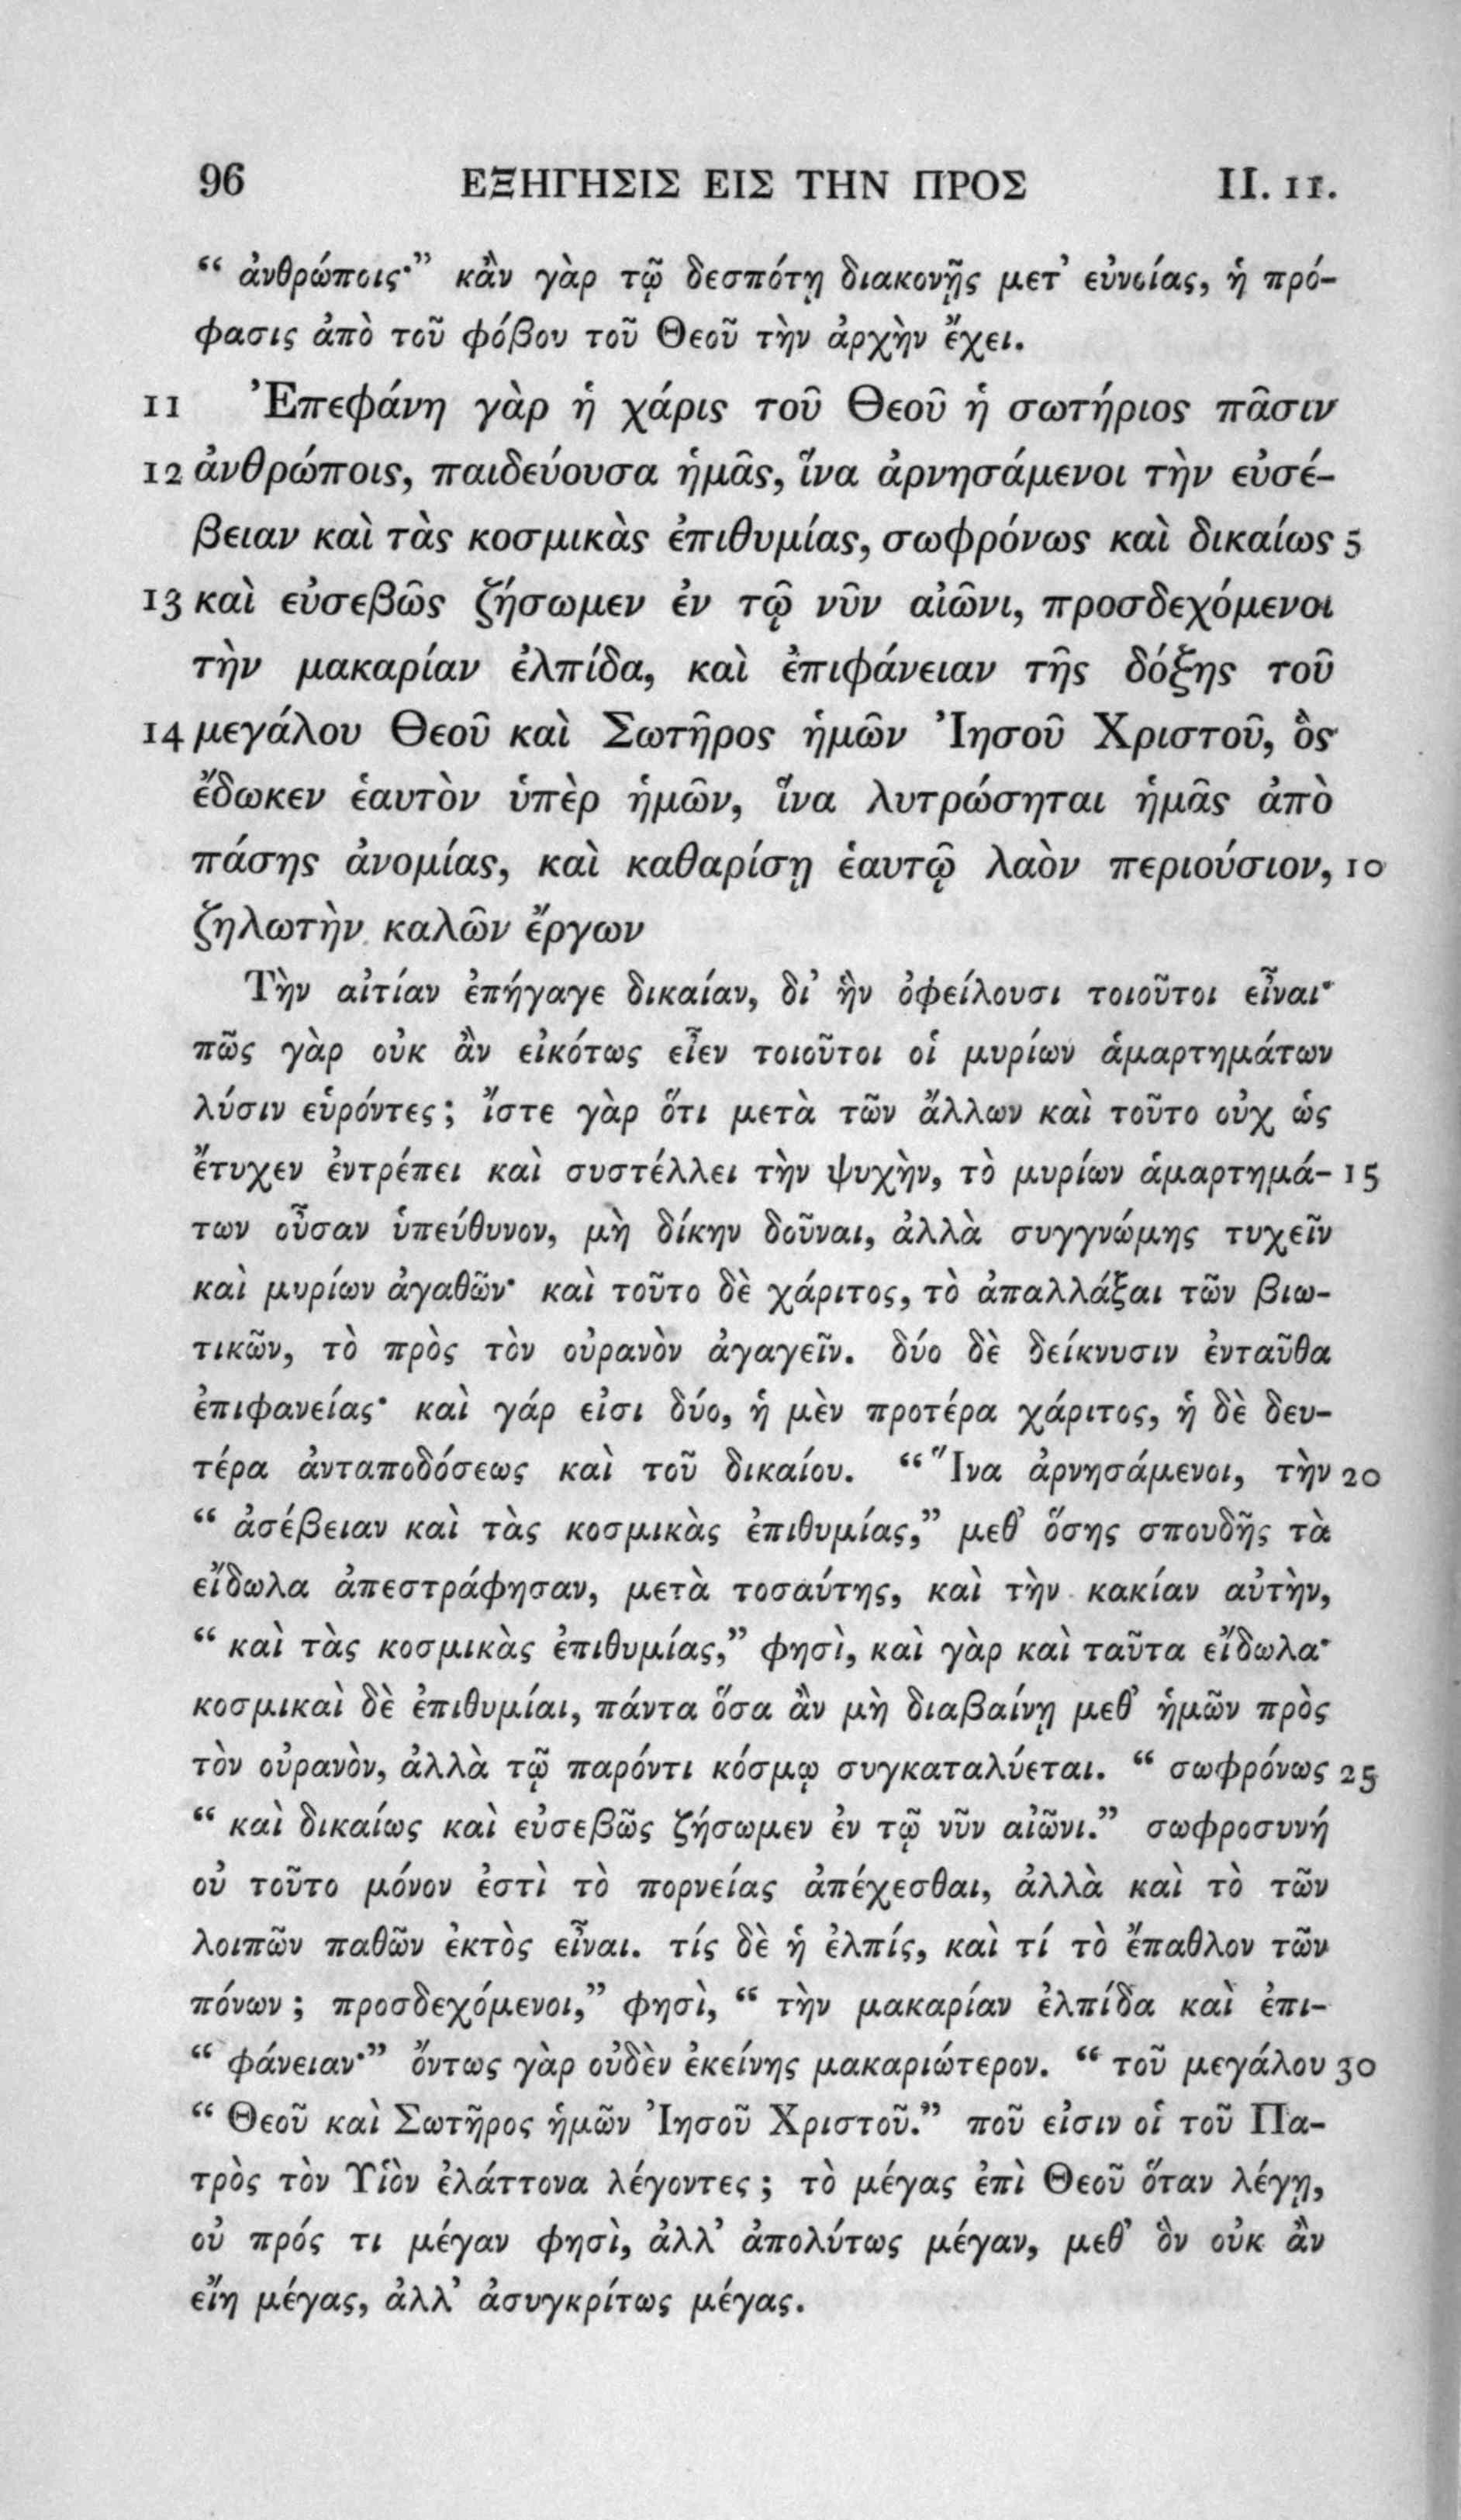 96 ΕΞΗΓΗΣΙΣ ΕΙΣ ΤΗΝ ΠΡΟΣ II. 11.
“ ἀνθρώποις·” κἂν γὰρ τῷ δεσπότῃ διακονῇς μετ’ εὐνοίας, ἡ πρό-
φασις ἀπὸ τοῦ φόβου τοῦ Θεοῦ τὴν ἀρχὴν ἔχει.
11 Ἐπεφάνη γὰρ ἡ χάρις τοῦ Θεοῦ ἡ σωτήριος πᾶσιν
12 ἀνθρώποις, παιδεύουσα ἡμᾶς, ἵνα ἀρνησάμενοι τὴν εὐσέ-
βειαν καὶ τὰς κοσμικὰς ἐπιθυμίας, σωφρόνως καὶ δικαίως 5
13 καὶ εὐσεβῶς ζήσωμεν ἐν τῷ νῦν αἰῶνι, προσδεχόμενοι
τὴν μακαρίαν ἐλπίδα, καὶ ἐπιφάνειαν τῆς δόξης τοῦ
14 μεγάλου Θεοῦ καὶ Σωτῆρος ἡμῶν Ἰησοῦ Χριστοῦ, ὃς
ἔδωκεν ἑαυτὸν ὑπὲρ ἡμῶν, ἵνα λυτρώσηται ἡμᾶς ἀπὸ
πάσης ἀνομίας, καὶ καθαρίσῃ ἑαυτῷ λαὸν περιούσιον, 10
ζηλωτὴν καλῶν ἔργων
Τὴν αἰτίαν ἐπήγαγε δικαίαν, δι’ ἣν ὀφείλουσι τοιοῦτοι εἶναι·
πῶς γὰρ οὐκ ἂν εἰκότως εἶεν τοιοῦτοι οἱ μυρίων ἁμαρτημάτων
λύσιν εὑρόντες; ἴστε γὰρ ὅτι μετὰ τῶν ἄλλων καὶ τοῦτο οὐχ ὡς
ἔτυχεν ἐντρέπει καὶ συστέλλει τὴν ψυχὴν, τὸ μυρίων ἁμαρτημά- 15
των οὖσαν ὑπεύθυνον, μὴ δίκην δοῦναι, ἀλλὰ συγγνώμης τυχεῖν
καὶ μυρίων ἀγαθῶν· καὶ τοῦτο δὲ χάριτος, τὸ ἀπαλλάξαι τῶν βιω-
τικῶν, τὸ πρὸς τὸν οὐρανὸν ἀγαγεῖν. δύο δὲ δείκνυσιν ἐνταῦθα
ἐπιφανείας· καὶ γάρ εἰσι δύο, ἡ μὲν προτέρα χάριτος, ἡ δὲ δευ-
τέρα ἀνταποδόσεως καὶ τοῦ δικαίου. “ Ἵνα ἀρνησάμενοι, τὴν 20
“ ἀσέβειαν καὶ τὰς κοσμικὰς ἐπιθυμίας,” μεθ’ ὅσης σπουδῆς τὰ
εἴδωλα ἀπεστράφησαν, μετὰ τοσαύτης, καὶ τὴν κακίαν αὐτὴν,
“ καὶ τὰς κοσμικὰς ἐπιθυμίας,” φησὶ, καὶ γὰρ καὶ ταῦτα εἴδωλα·
κοσμικαὶ δὲ ἐπιθυμίαι, πάντα ὅσα ἂν μὴ διαβαίνῃ μεθ’ ἡμῶν πρὸς
τὸν οὐρανὸν, ἀλλὰ τῷ παρόντι κόσμῳ συγκαταλύεται. “ σωφρόνως 25
“ καὶ δικαίως καὶ εὐσεβῶς ζήσωμεν ἐν τῷ νῦν αἰῶνι.” σωφροσυνή
οὐ τοῦτο μόνον ἐστὶ τὸ πορνείας ἀπέχεσθαι, ἀλλὰ καὶ τὸ τῶν
λοιπῶν παθῶν ἐκτὸς εἶναι. τίς δὲ ἡ ἐλπίς, καὶ τί τὸ ἔπαθλον τῶν
πόνων; προσδεχόμενοι,” φησὶ, “ τὴν μακαρίαν ἐλπίδα καὶ ἐπι-
“ φάνειαν·” ὄντως γὰρ οὐδὲν ἐκείνης μακαριώτερον. “ τοῦ μεγάλου 30
“ Θεοῦ καὶ Σωτῆρος ἡμῶν Ἰησοῦ Χριστοῦ.” ποῦ εἰσιν οἱ τοῦ Πα-
τρὸς τὸν Υἱὸν ἐλάττονα λέγοντες; τὸ μέγας ἐπὶ Θεοῦ ὅταν λέγῃ,
οὐ πρός τι μέγαν φησὶ, ἀλλ’ ἀπολύτως μέγαν, μεθ’ ὃν οὐκ ἂν
εἴη μέγας, ἀλλ’ ἀσυγκρίτως μέγας.